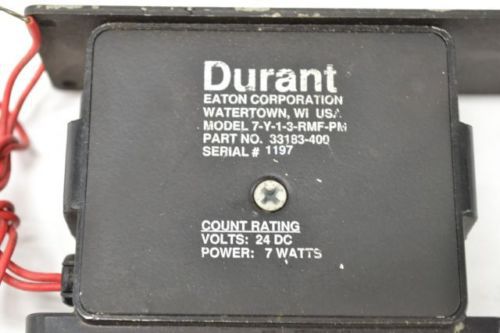 Durant
EATON CORPORATION
WATERTOWN, WI USA
MODEL 7-Y-1-3-RMF-PM
PART NO. 33183-400
SERIAL # 1197
COUNT RATING
VOLTS: 24 DC
POWER: 7 WATTS